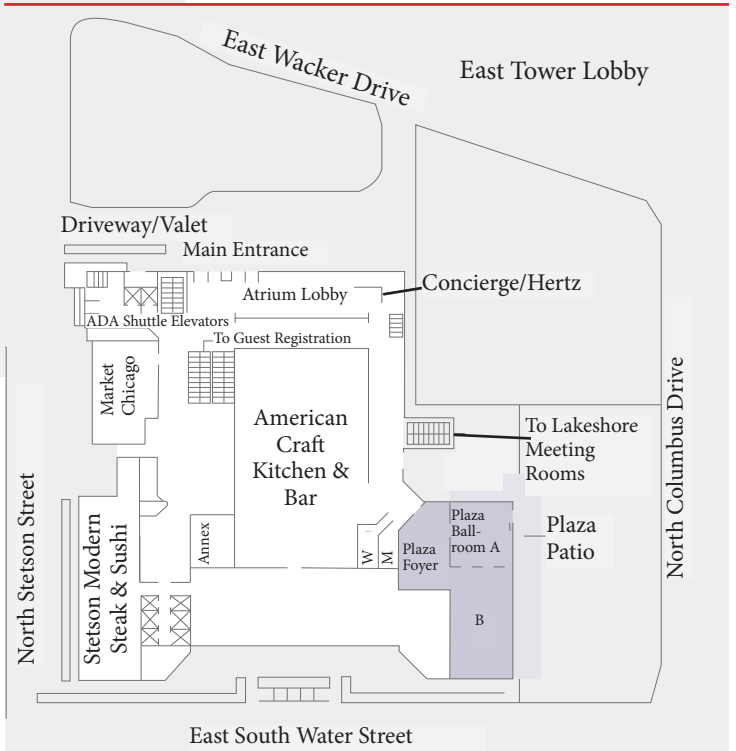 East Wacker Drive
East Tower Lobby
Driveway/Valet
Main Entrance
Atrium Lobby
Concierge/Hertz
ADA Shuttle Elevators
To Guest Registration
Market
Chicago
American
Craft
Kitchen &
Bar
To Lakeshore
Meeting
Rooms
North Columbus Drive
North Stetson Street
Stetson Modern
Steak & Sushi
Annex
W
M
Plaza
Foyer
Plaza
Ball-
room A
Plaza
Patio
B
East South Water Street